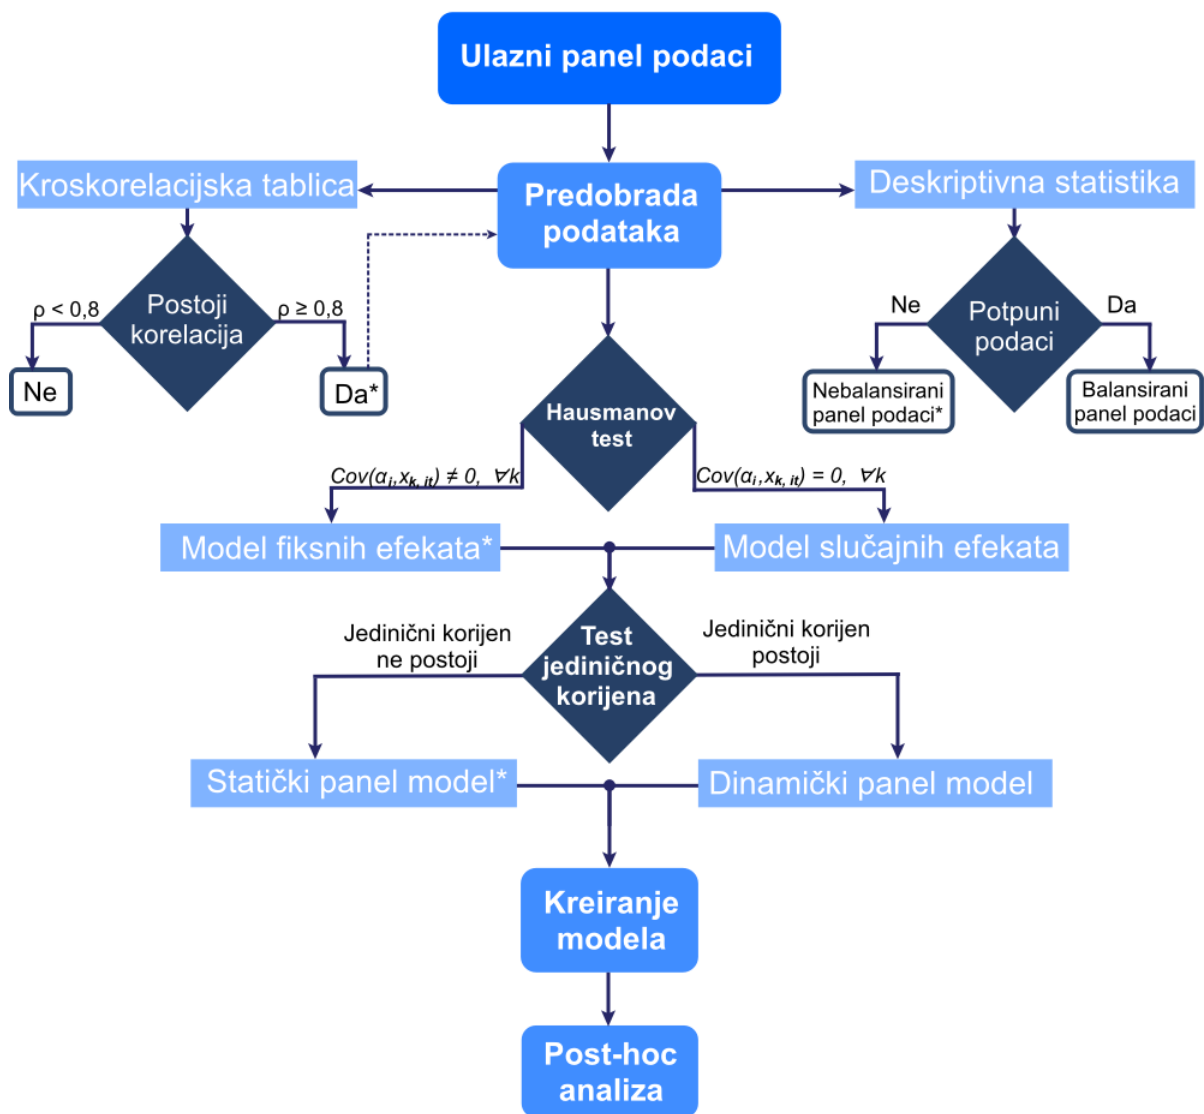 Ulazni panel podaci
Kroskorelacijska tablica
Predobrada
podataka
Deskriptivna statistika
ρ < 0,8
Postoji
korelacija
ρ ≥ 0,8
Ne
Da*
Ne
Potpuni
podaci
Da
Nebalansirani
panel podaci*
Balansirani
panel podaci
Hausmanov
test
Cov(αi,xk, it) ≠ 0, ∀k
Cov(αi,xk, it) = 0, ∀k
Model fiksnih efekata*
Model slučajnih efekata
Jedinični korijen
ne postoji
Test
jediničnog
korijena
Jedinični korijen
postoji
Statički panel model*
Dinamički panel model
Kreiranje
modela
Post-hoc
analiza